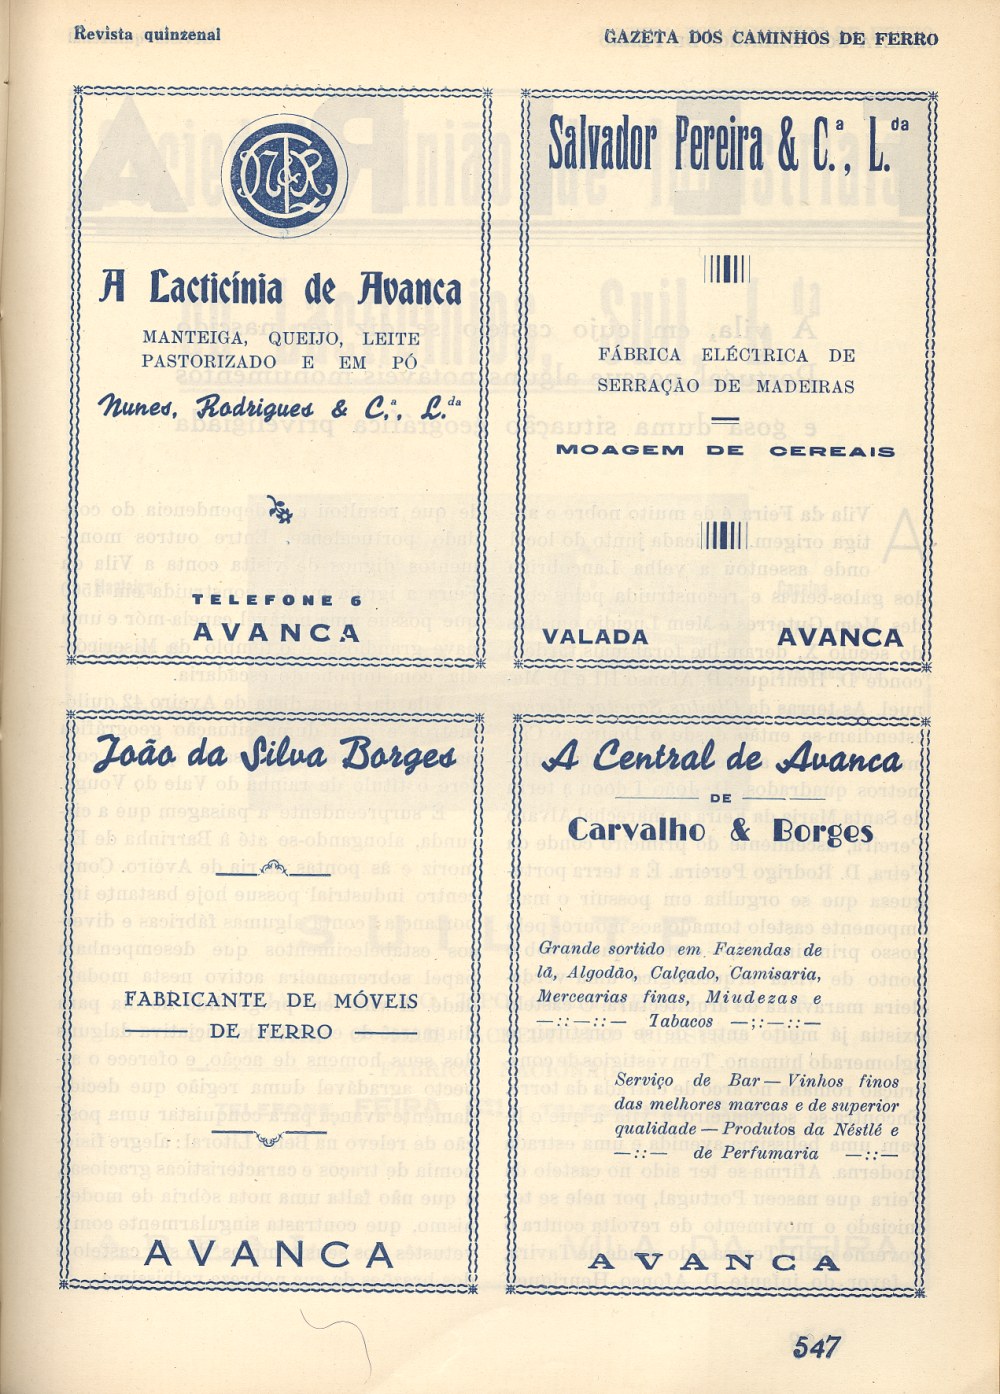 Revista quinzenal
GAZETA DOS CAMINHOS DE FERRO
A Lacticínia de Avanca
MANTEIGA, QUEIJO, LEITE
PASTORIZADO E EM PÓ
Nunes, Rodrigues & C.ª, L.da
TELEFONE 6
AVANCA
Salvador Pereira & C.ª, L.da
FÁBRICA ELÉCTRICA DE
SERRAÇÃO DE MADEIRAS
MOAGEM DE CEREAIS
VALADA AVANCA
João da Silva Borges
FABRICANTE DE MÓVEIS
DE FERRO
AVANCA
A Central de Avanca
DE
Carvalho & Borges
Grande sortido em Fazendas de
lã, Algodão, Calçado, Camisaria,
Mercearias finas, Miudezas e
—::—::— Tabacos —::—::—
Serviço de Bar — Vinhos finos
das melhores marcas e de superior
qualidade — Produtos da Néstlé e
—::— de Perfumaria —::—
AVANCA
547